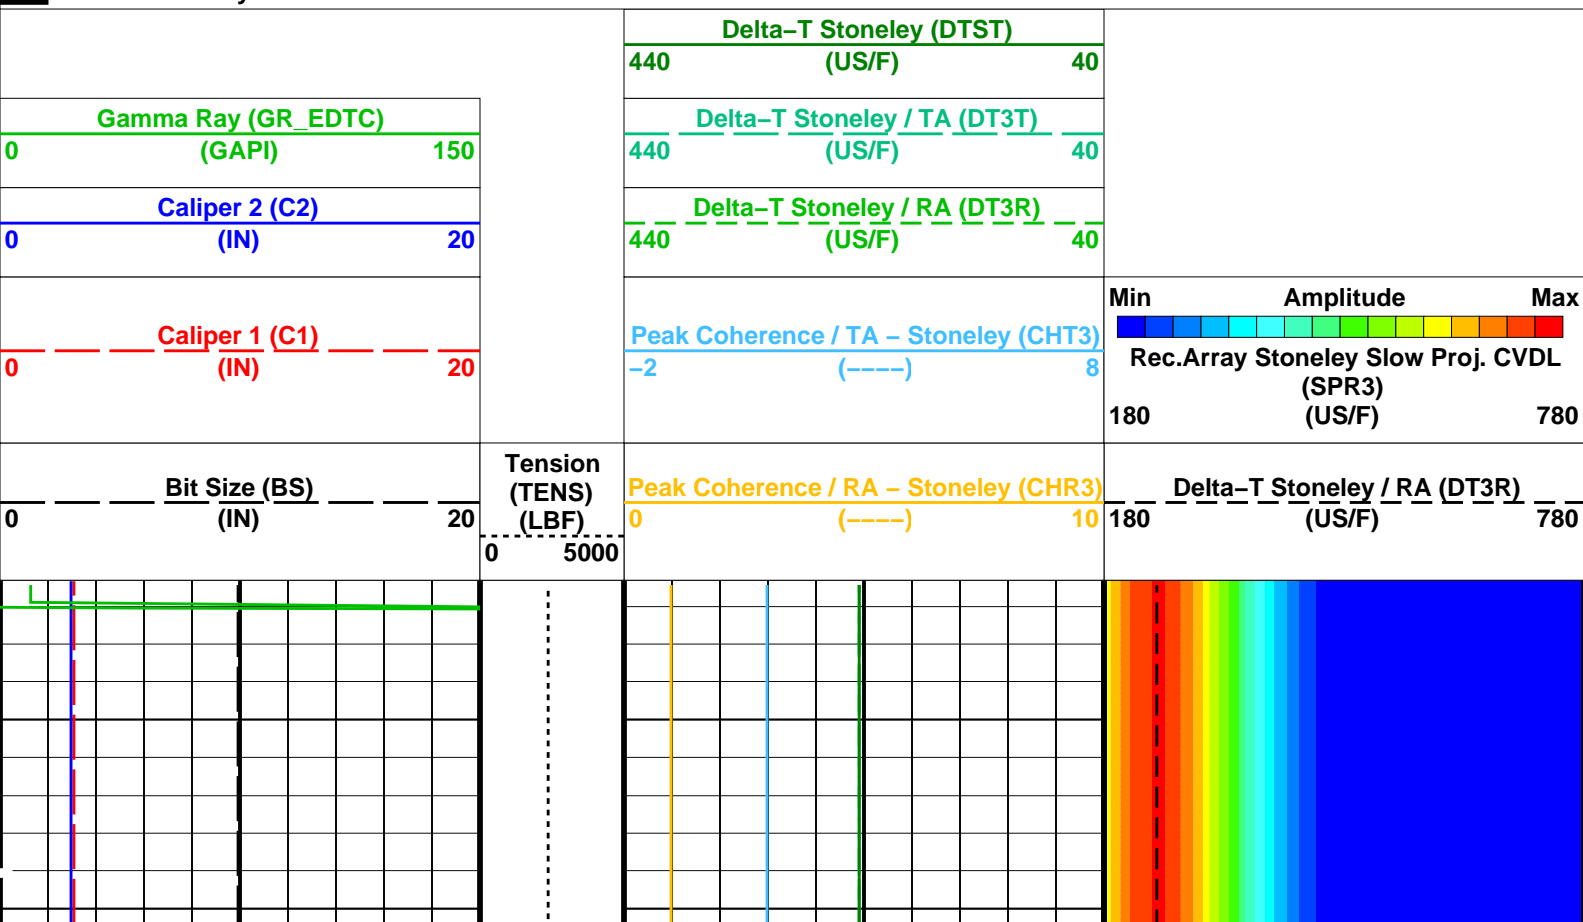 Delta−T Stoneley (DTST)
440 (US/F) 40
Gamma Ray (GR_EDTC)
0 (GAPI) 150
Delta−T Stoneley / TA (DT3T)
440 (US/F) 40
Caliper 2 (C2)
0 (IN) 20
Delta−T Stoneley / RA (DT3R)
440 (US/F) 40
Caliper 1 (C1)
0 (IN) 20
Peak Coherence / TA − Stoneley (CHT3)
−2 (−−−−) 8
Min Amplitude Max
Rec.Array Stoneley Slow Proj. CVDL
(SPR3)
180 (US/F) 780
Bit Size (BS)
0 (IN) 20
Tension
(TENS)
(LBF)
0 5000
Peak Coherence / RA − Stoneley (CHR3)
0 (−−−−) 10
Delta−T Stoneley / RA (DT3R)
180 (US/F) 780